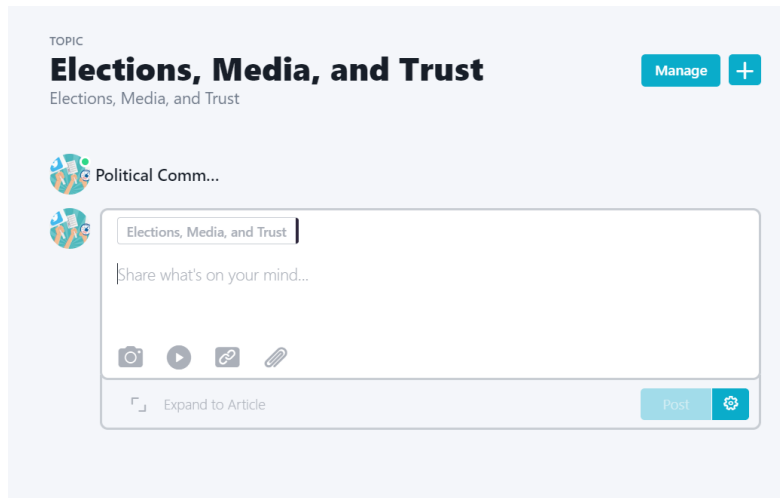 TOPIC
Elections, Media, and Trust
Manage
Elections, Media, and Trust
Political Comm...
Elections, Media, and Trust
Share what's on your mind...
Expand to Article
Post